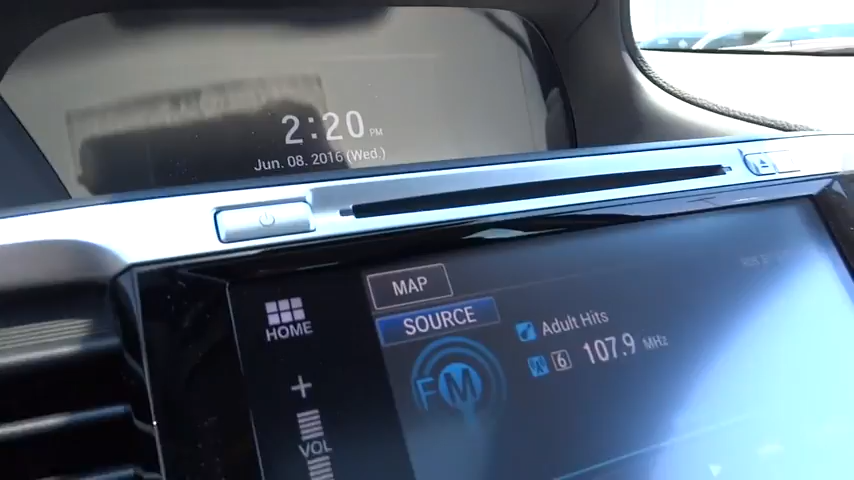 2:20 PM
Jun. 08. 2016 (Wed.)
MAP
HOME
SOURCE
Adult Hits
6 107.9 MHz
FM
+
VOL